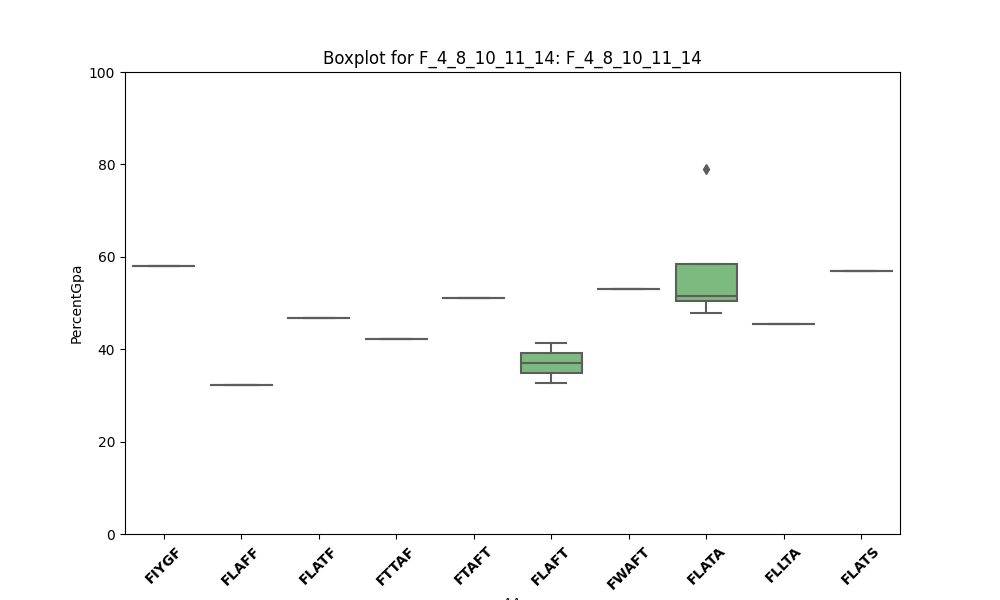 Boxplot for F_4_8_10_11_14: F_4_8_10_11_14
100
80
60
40
20
0
PercentGpa
FIYGF
FLAFF
FLATF
FTTAF
FTAFT
FLAFT
FWAFT
FLATA
FLLTA
FLATS